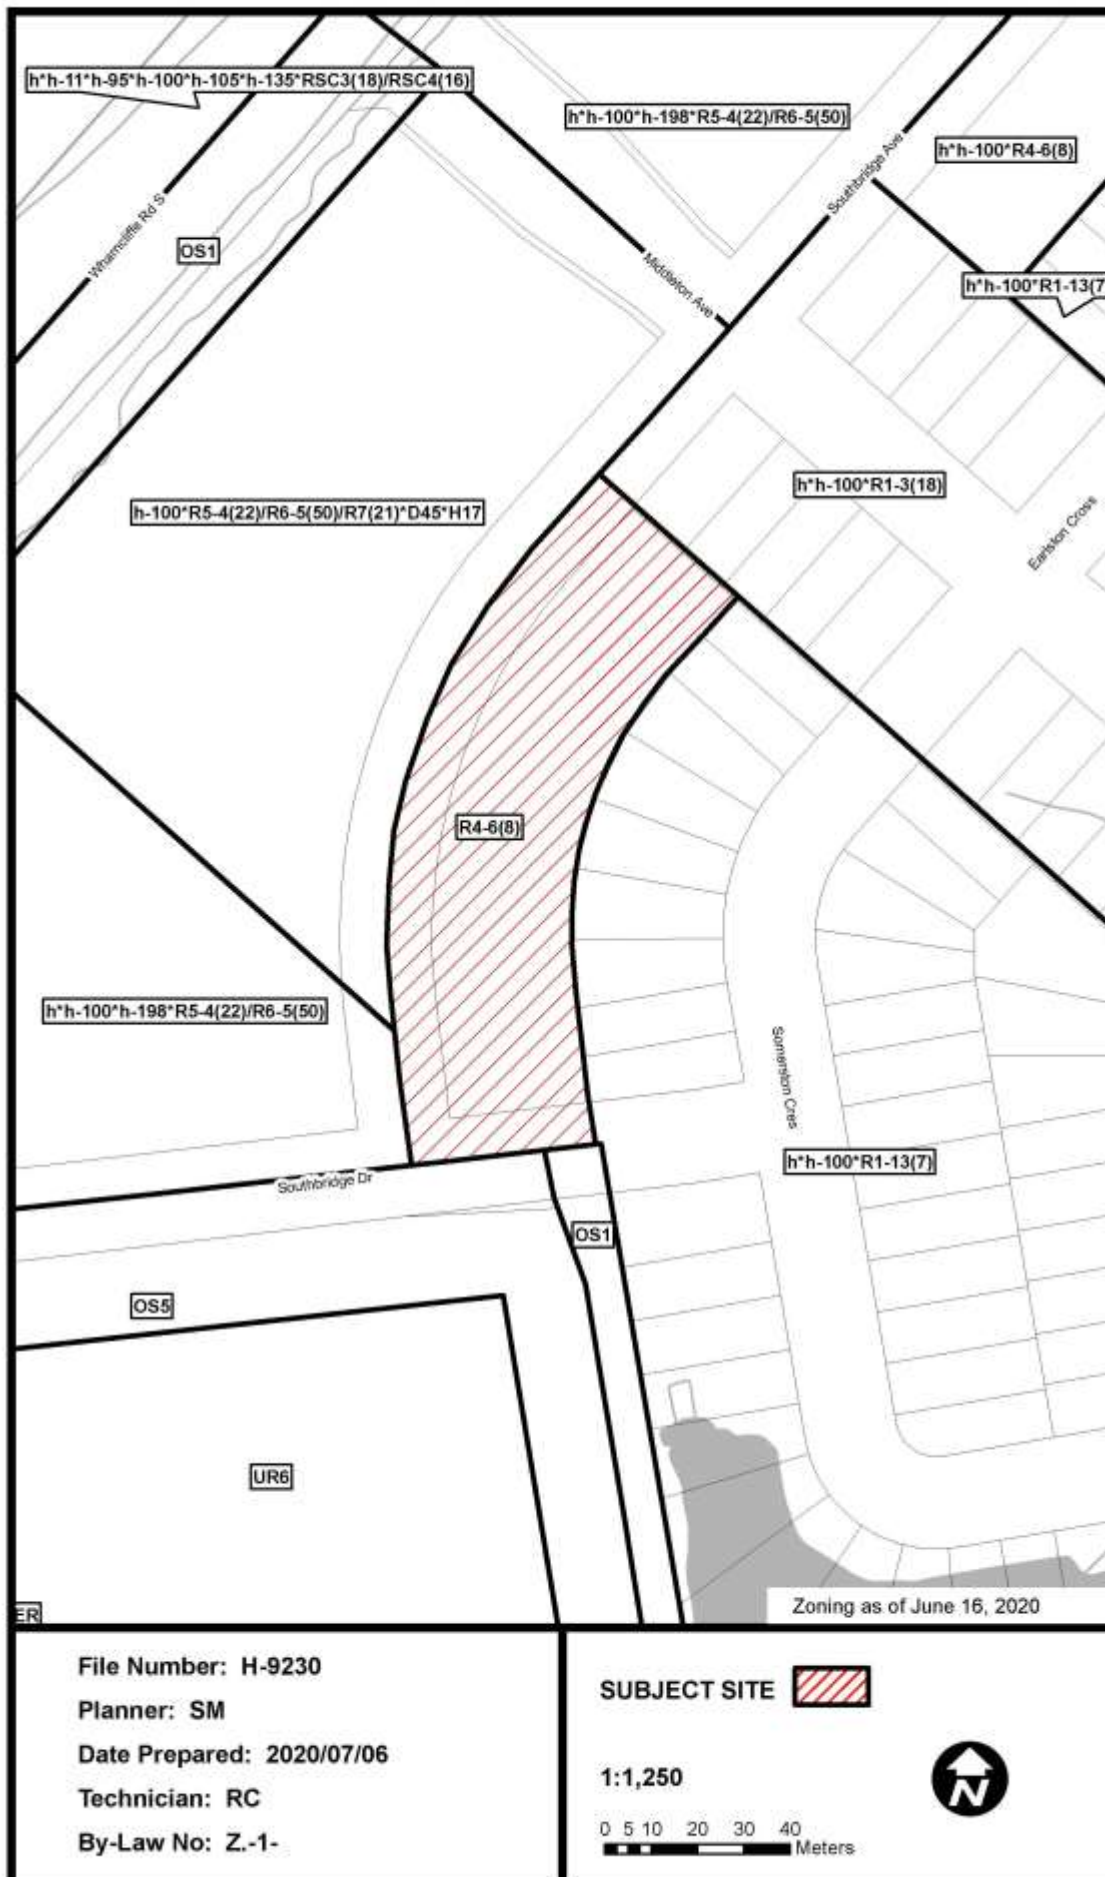 h*h-11*h-95*h-100*h-105*h-135*RSC3(18)/RSC4(16)
h*h-100*h-198*R5-4(22)/R6-5(50)
h*h-100*R4-6(8)
Southbridge Ave
Wharncliffe Rd S
OS1
Middleton Ave
h*h-100*R1-13(7
h*h-100*R1-3(18)
h-100*R5-4(22)/R6-5(50)/R7(21)*D45*H17
Earlston Cross
R4-6(8)
h*h-100*h-198*R5-4(22)/R6-5(50)
Somerston Cres
h*h-100*R1-13(7)
Southbridge Dr
OS1
OS5
UR6
ER
Zoning as of June 16, 2020
File Number: H-9230
Planner: SM
Date Prepared: 2020/07/06
Technician: RC
By-Law No: Z.-1-
SUBJECT SITE
1:1,250
0 5 10 20 30 40
Meters
N